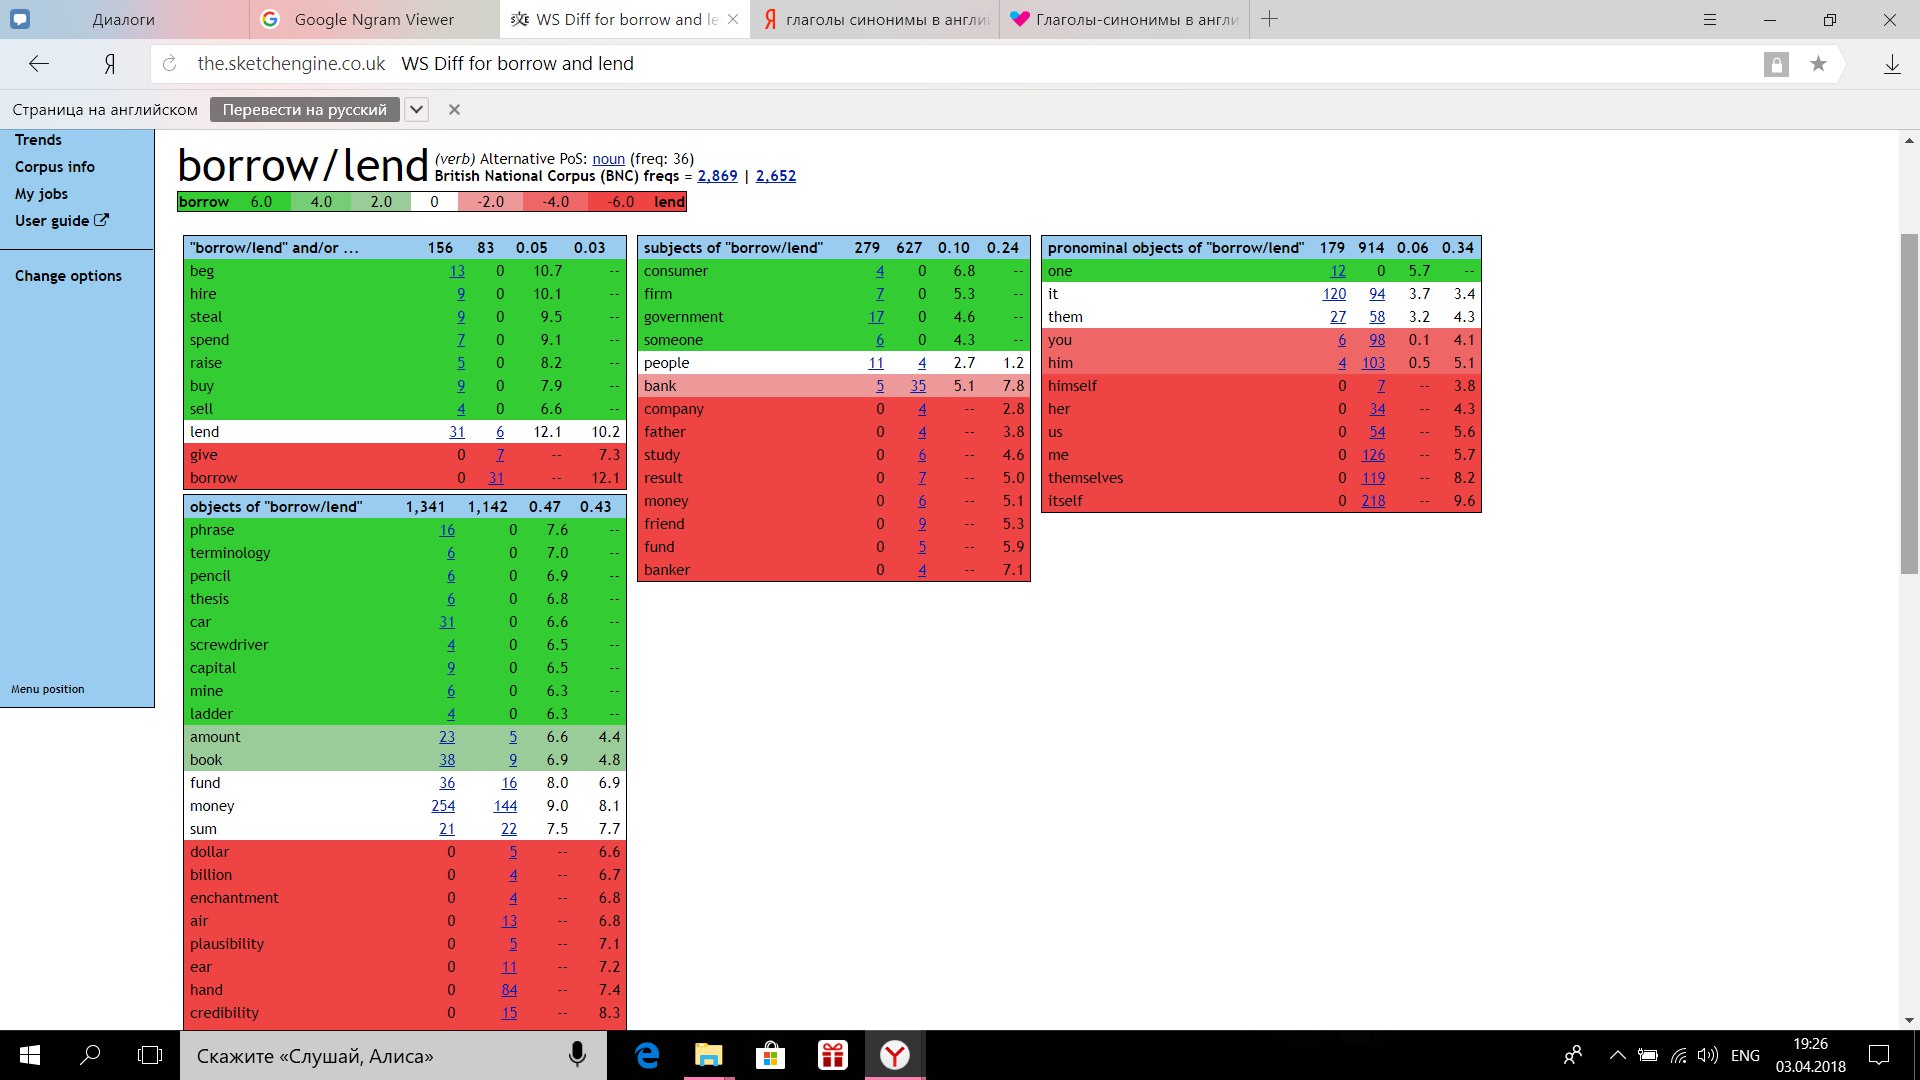 Диалоги
Google Ngram Viewer
WS Diff for borrow and le
глаголы синонимы в англи
Глаголы-синонимы в англи
the.sketchengine.co.uk WS Diff for borrow and lend
Страница на английском Перевести на русский
Trends
Corpus info
My jobs
User guide
Change options
Menu position
borrow/lend (verb) Alternative PoS: noun (freq: 36)
British National Corpus (BNC) freqs = 2,869 | 2,652
borrow 6.0 4.0 2.0 0 -2.0 -4.0 -6.0 lend
"borrow/lend" and/or ... 156 83 0.05 0.03
beg 13 0 10.7 --
hire 9 0 10.1 --
steal 9 0 9.5 --
spend 7 0 9.1 --
raise 5 0 8.2 --
buy 9 0 7.9 --
sell 4 0 6.6 --
lend 31 6 12.1 10.2
give 0 7 -- 7.3
borrow 0 31 -- 12.1
objects of "borrow/lend" 1,341 1,142 0.47 0.43
phrase 16 0 7.6 --
terminology 6 0 7.0 --
pencil 6 0 6.9 --
thesis 6 0 6.8 --
car 31 0 6.6 --
screwdriver 4 0 6.5 --
capital 9 0 6.5 --
mine 6 0 6.3 --
ladder 4 0 6.3 --
amount 23 5 6.6 4.4
book 38 9 6.9 4.8
fund 36 16 8.0 6.9
money 254 144 9.0 8.1
sum 21 22 7.5 7.7
dollar 0 5 -- 6.6
billion 0 4 -- 6.7
enchantment 0 4 -- 6.8
air 0 13 -- 6.8
plausibility 0 5 -- 7.1
ear 0 11 -- 7.2
hand 0 84 -- 7.4
credibility 0 15 -- 8.3
subjects of "borrow/lend" 279 627 0.10 0.24
consumer 4 0 6.8 --
firm 7 0 5.3 --
government 17 0 4.6 --
someone 6 0 4.3 --
people 11 4 2.7 1.2
bank 5 35 5.1 7.8
company 0 4 -- 2.8
father 0 4 -- 3.8
study 0 6 -- 4.6
result 0 7 -- 5.0
money 0 6 -- 5.1
friend 0 9 -- 5.3
fund 0 5 -- 5.9
banker 0 4 -- 7.1
pronominal objects of "borrow/lend" 179 914 0.06 0.34
one 12 0 5.7 --
it 120 94 3.7 3.4
them 27 58 3.2 4.3
you 6 98 0.1 4.1
him 4 103 0.5 5.1
himself 0 7 -- 3.8
her 0 34 -- 4.3
us 0 54 -- 5.6
me 0 126 -- 5.7
themselves 0 119 -- 8.2
itself 0 218 -- 9.6
Скажите «Слушай, Алиса»
ENG
19:26
03.04.2018